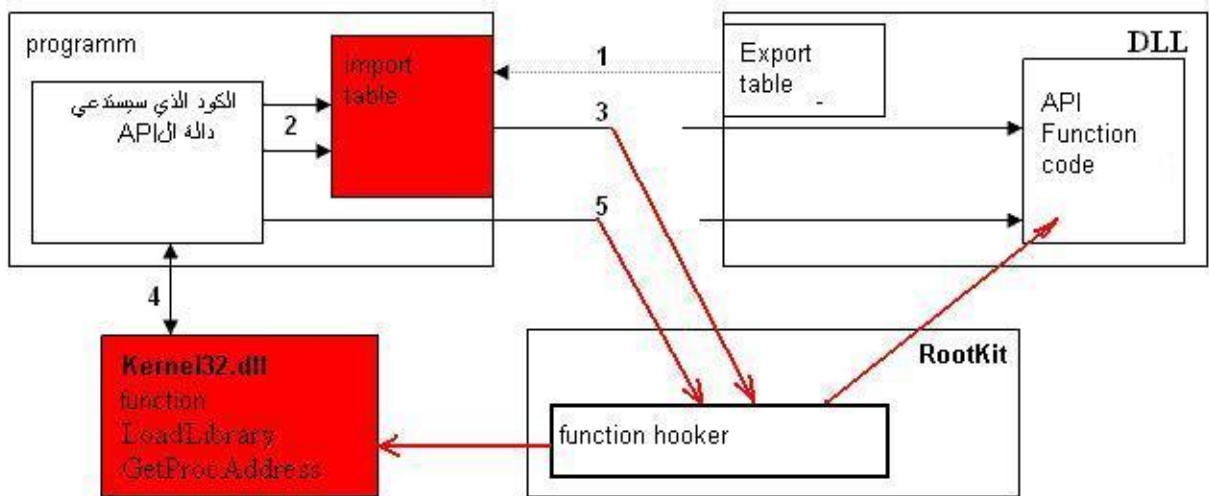 programm
الكود الذي سيستدعي
دالة الAPI
import
table
1
2
3
5
4
Export
table
-
DLL
API
Function
code
Kernel32.dll
function
LoadLibrary
GetProcAddress
RootKit
function hooker